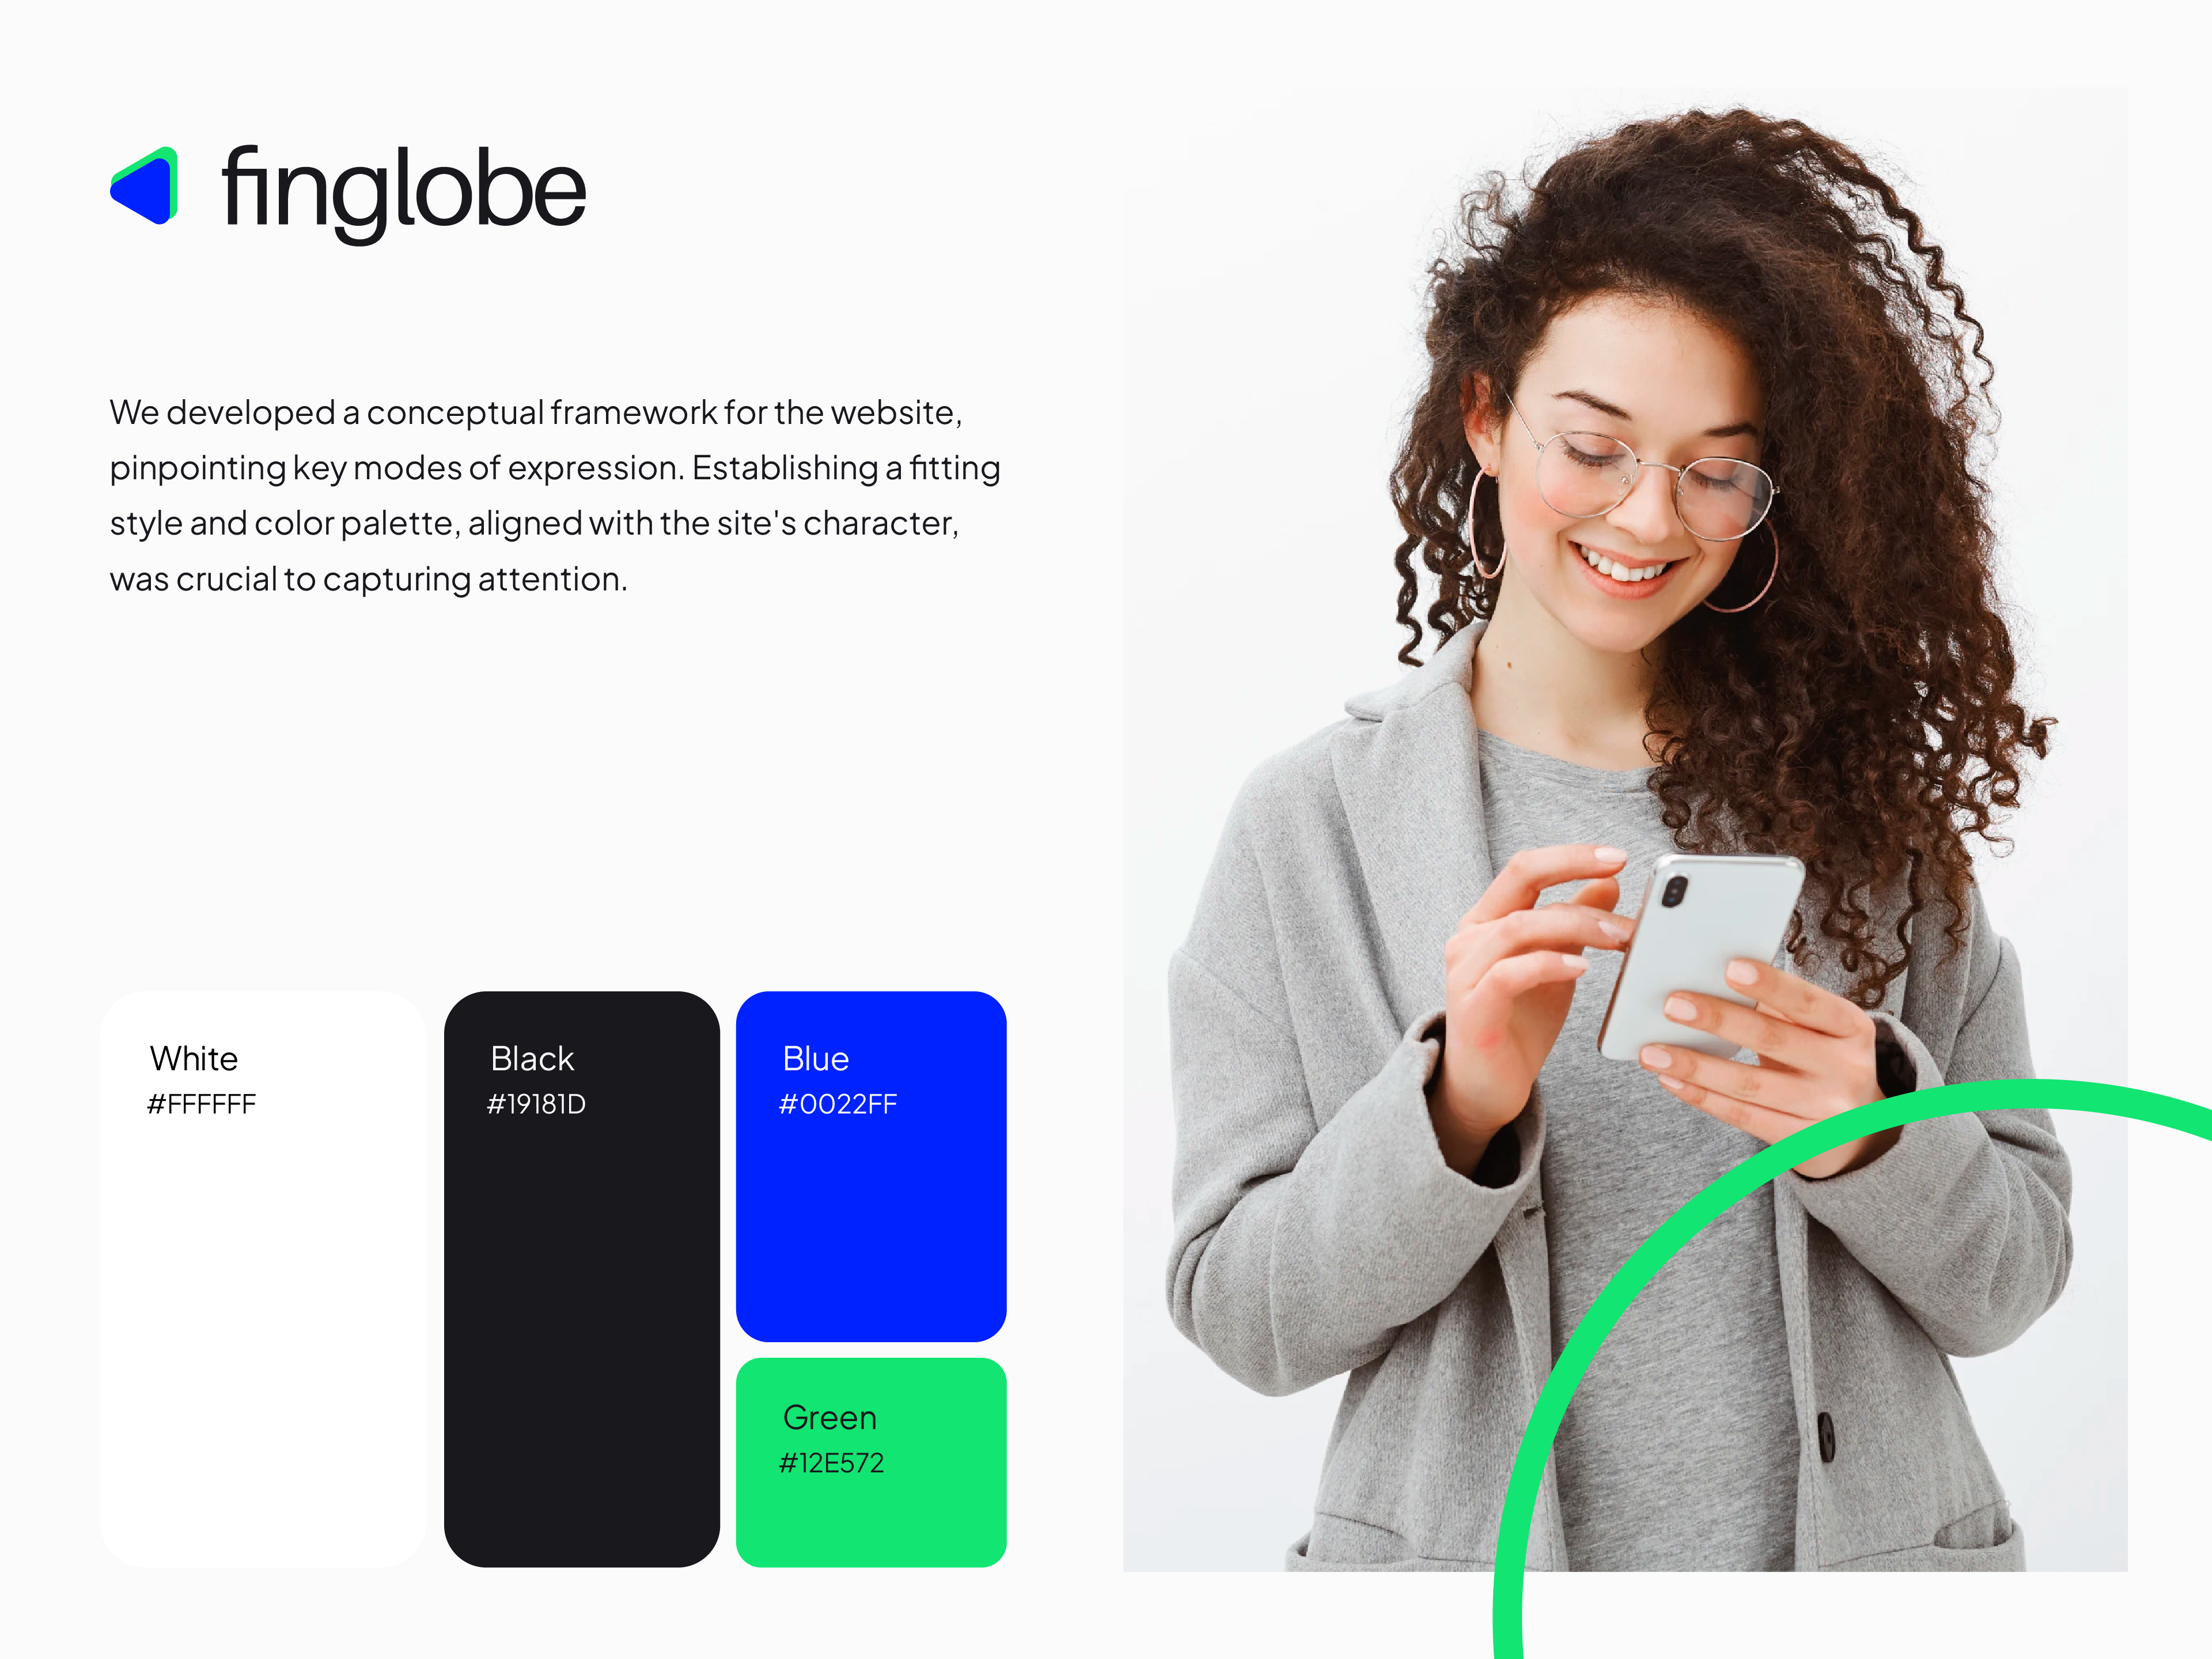 finglobe
We developed a conceptual framework for the website,
pinpointing key modes of expression. Establishing a fitting
style and color palette, aligned with the site's character,
was crucial to capturing attention.
White
#FFFFFF
Black
#19181D
Blue
#0022FF
Green
#12E572